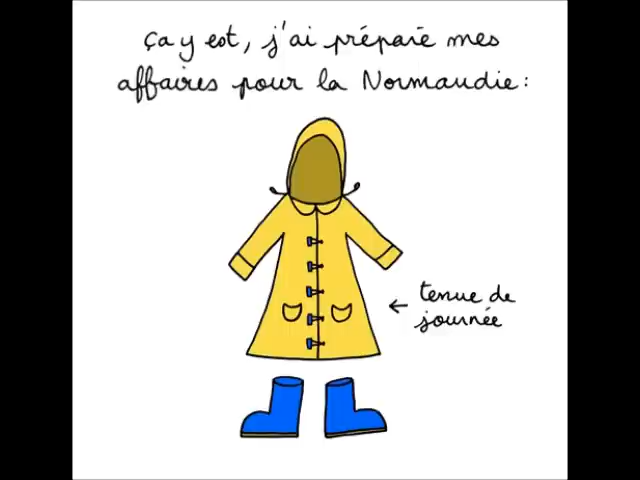 ça y est, j'ai préparé mes
affaires pour la Normandie :
← tenue de
journée